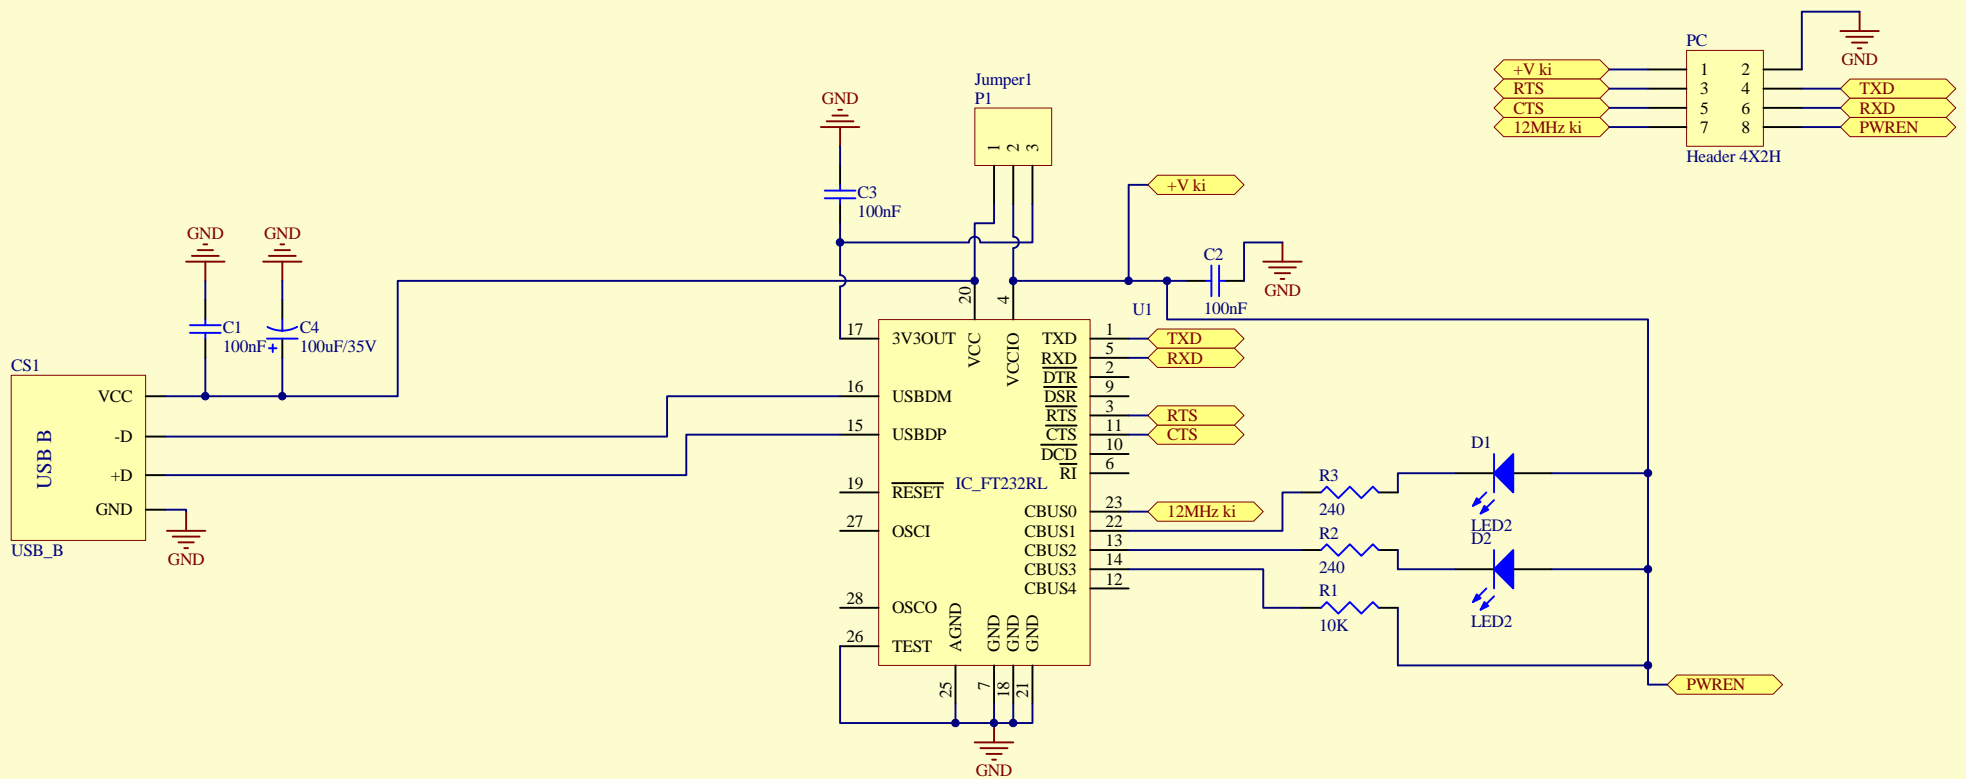 GND
PC
GND
+V ki 1 2
RTS 3 4 TXD
CTS 5 6 RXD
12MHz ki 7 8 PWREN
Header 4X2H
Jumper1
P1
1 2 3
C3
100nF
+V ki
GND
GND
C2
GND
100nF
20
4
U1
C1
100nF
C4
+
100uF/35V
CS1
USB B
VCC
-D
+D
GND
USB_B
GND
17 3V3OUT
16 USBDM
15 USBDP
19 RESET
27 OSCI
28 OSCO
26 TEST
VCC
VCCIO
IC_FT232RL
TXD 1 TXD
RXD 5 RXD
DTR 2
DSR 9
RTS 3 RTS
CTS 11 CTS
DCD 10
RI 6
CBUS0 23 12MHz ki
CBUS1 22
CBUS2 13
CBUS3 14
CBUS4 12
AGND
GND
GND
GND
25
7
18
21
GND
R3
240
R2
240
R1
10K
D1
LED2
D2
LED2
PWREN